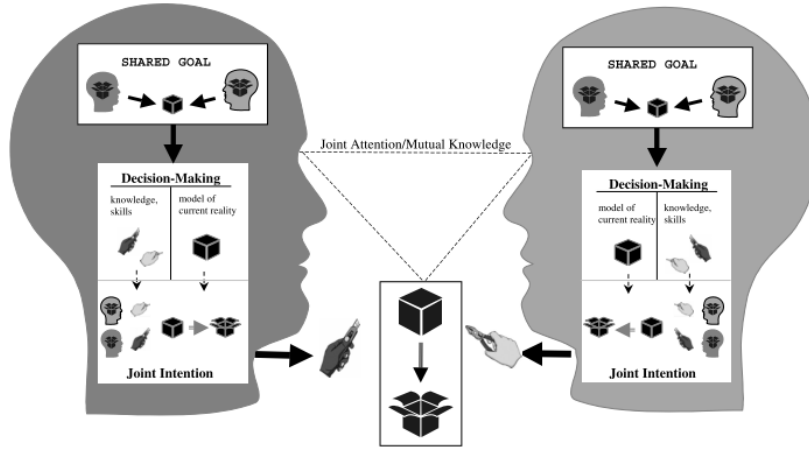 SHARED GOAL
Decision-Making
knowledge,
skills
model of
current reality
Joint Intention
Joint Attention/Mutual Knowledge
SHARED GOAL
Decision-Making
model of
current reality
knowledge,
skills
Joint Intention